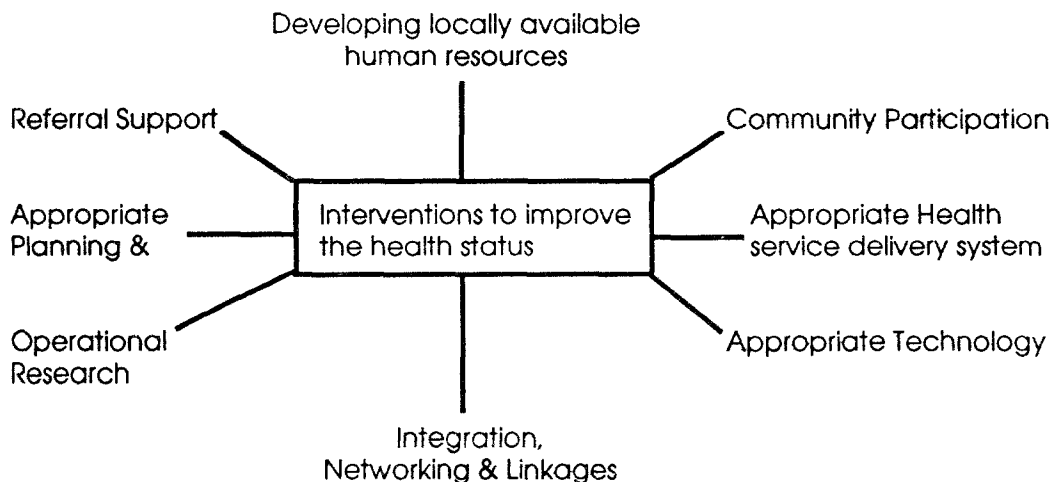 Developing locally available
human resources
Referral Support
Community Participation
Interventions to improve
the health status
Appropriate
Planning &
Appropriate Health
service delivery system
Operational
Research
Appropriate Technology
Integration,
Networking & Linkages